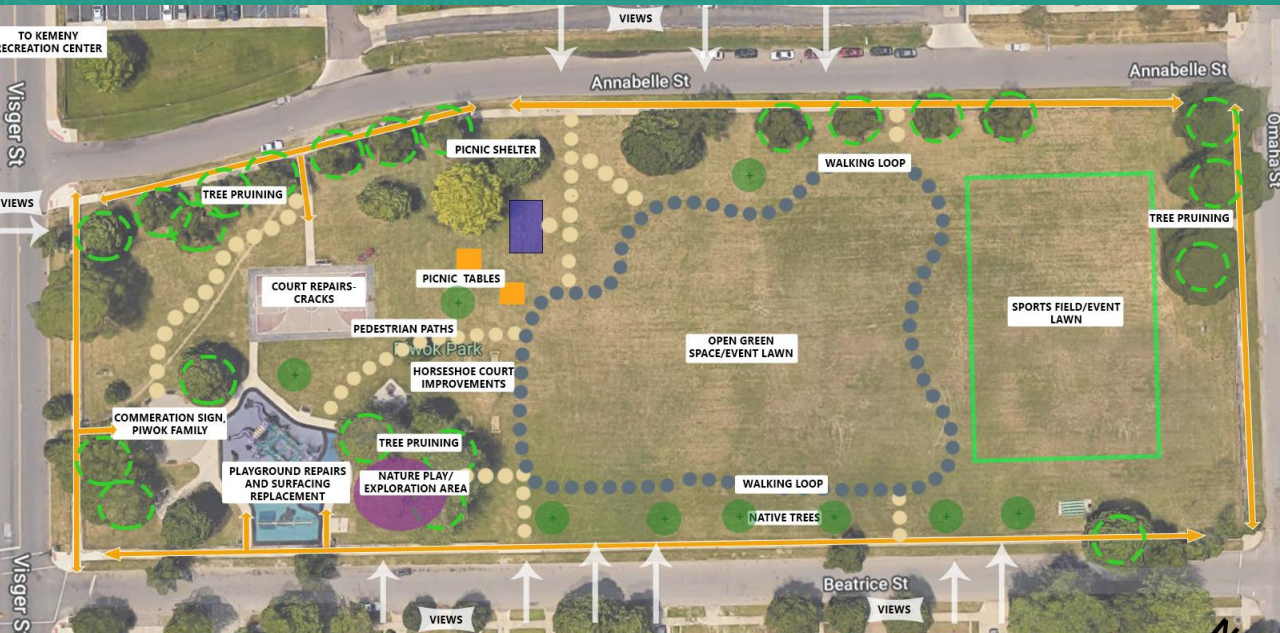 VIEWS
TO KEMENY
RECREATION CENTER
Annabelle St
Annabelle St
Visger St
Omaha St
PICNIC SHELTER
WALKING LOOP
TREE PRUINING
VIEWS
TREE PRUINING
PICNIC TABLES
COURT REPAIRS-
CRACKS
SPORTS FIELD/EVENT
LAWN
PEDESTRIAN PATHS
Piwok Park
OPEN GREEN
SPACE/EVENT LAWN
HORSESHOE COURT
IMPROVEMENTS
COMMERATION SIGN,
PIWOK FAMILY
TREE PRUINING
PLAYGROUND REPAIRS
AND SURFACING
REPLACEMENT
NATURE PLAY/
EXPLORATION AREA
WALKING LOOP
NATIVE TREES
Visger S
Beatrice St
VIEWS
VIEWS